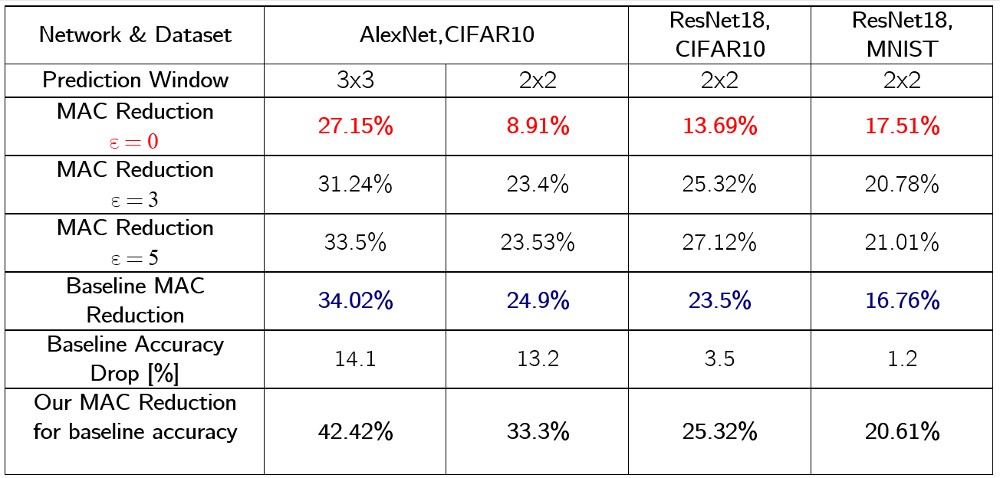 Network & Dataset
AlexNet,CIFAR10
ResNet18,
CIFAR10
ResNet18,
MNIST
Prediction Window
3x3
2x2
2x2
2x2
MAC Reduction
ε = 0
27.15%
8.91%
13.69%
17.51%
MAC Reduction
ε = 3
31.24%
23.4%
25.32%
20.78%
MAC Reduction
ε = 5
33.5%
23.53%
27.12%
21.01%
Baseline MAC
Reduction
34.02%
24.9%
23.5%
16.76%
Baseline Accuracy
Drop [%]
14.1
13.2
3.5
1.2
Our MAC Reduction
for baseline accuracy
42.42%
33.3%
25.32%
20.61%